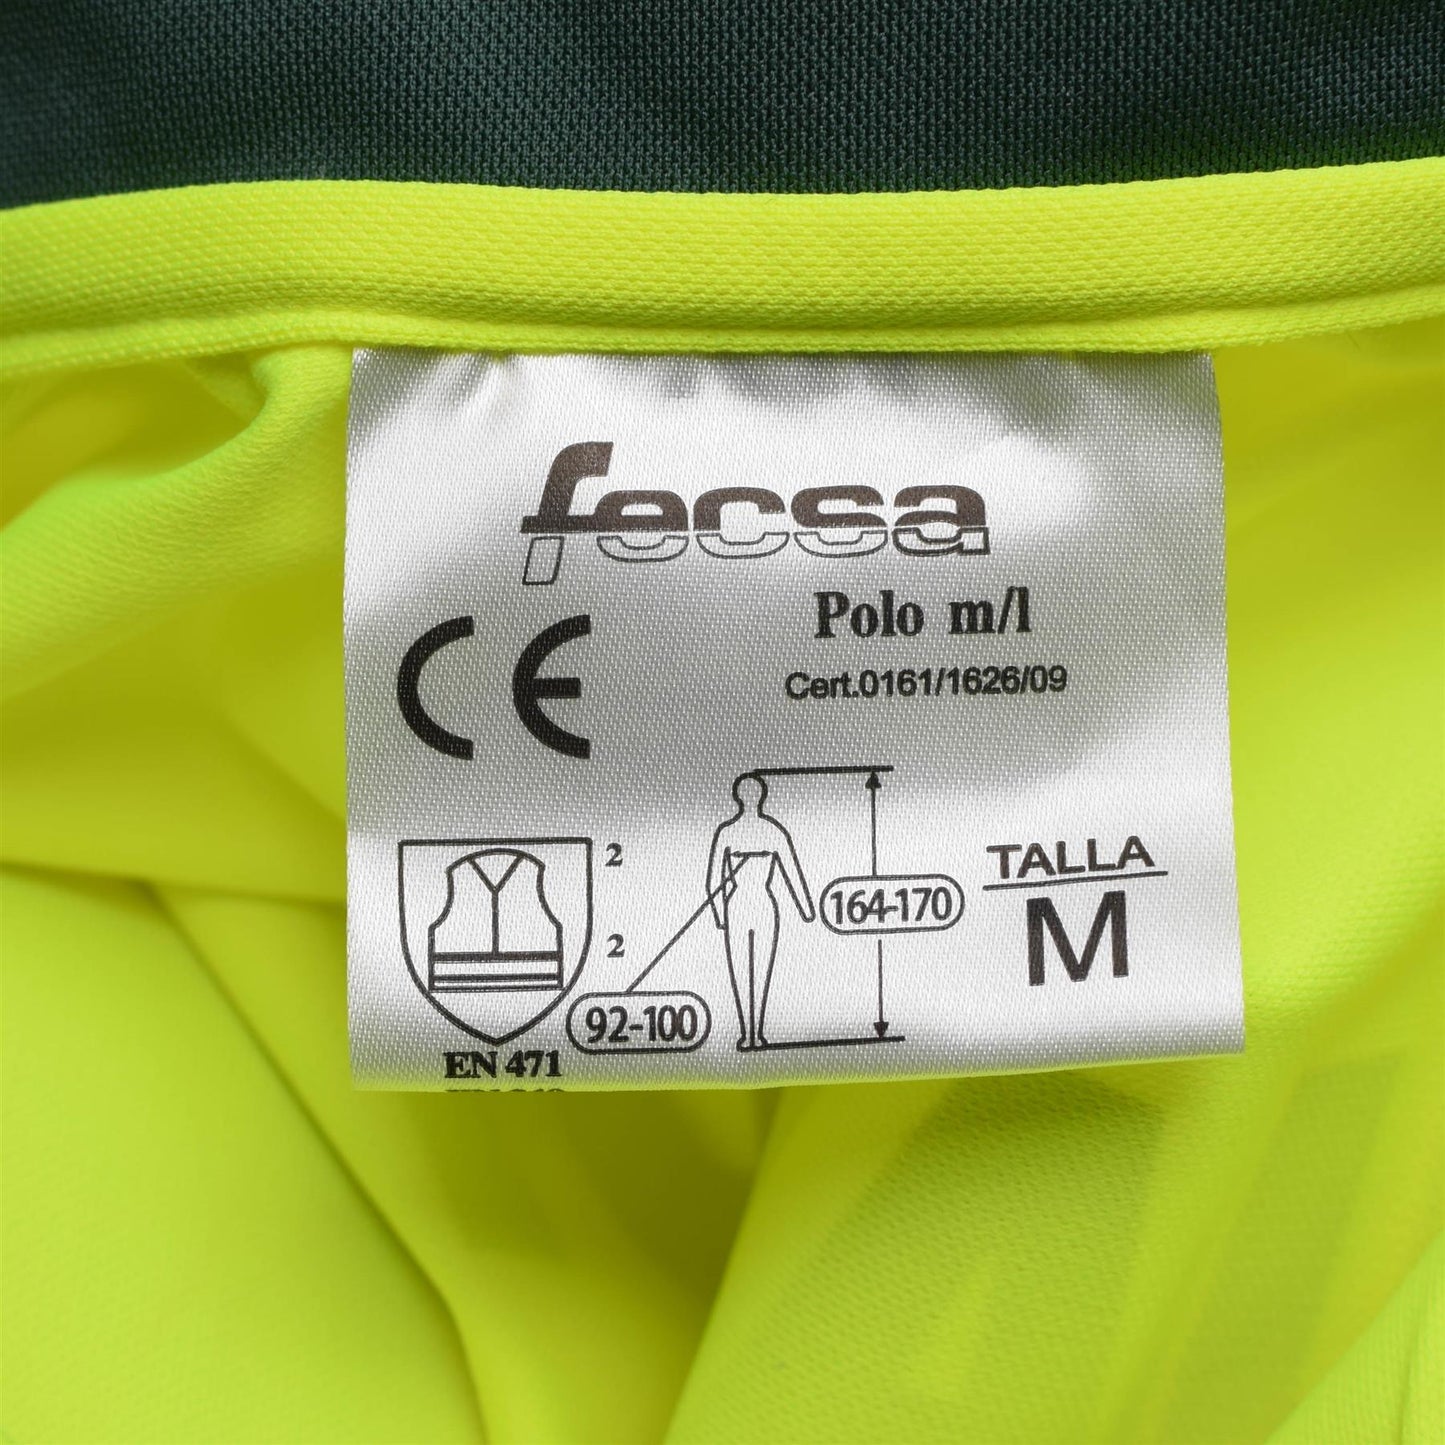 fecsa
Polo m/l
CE
Cert.0161/1626/09
2
2
164-170
TALLA
M
92-100
EN 471